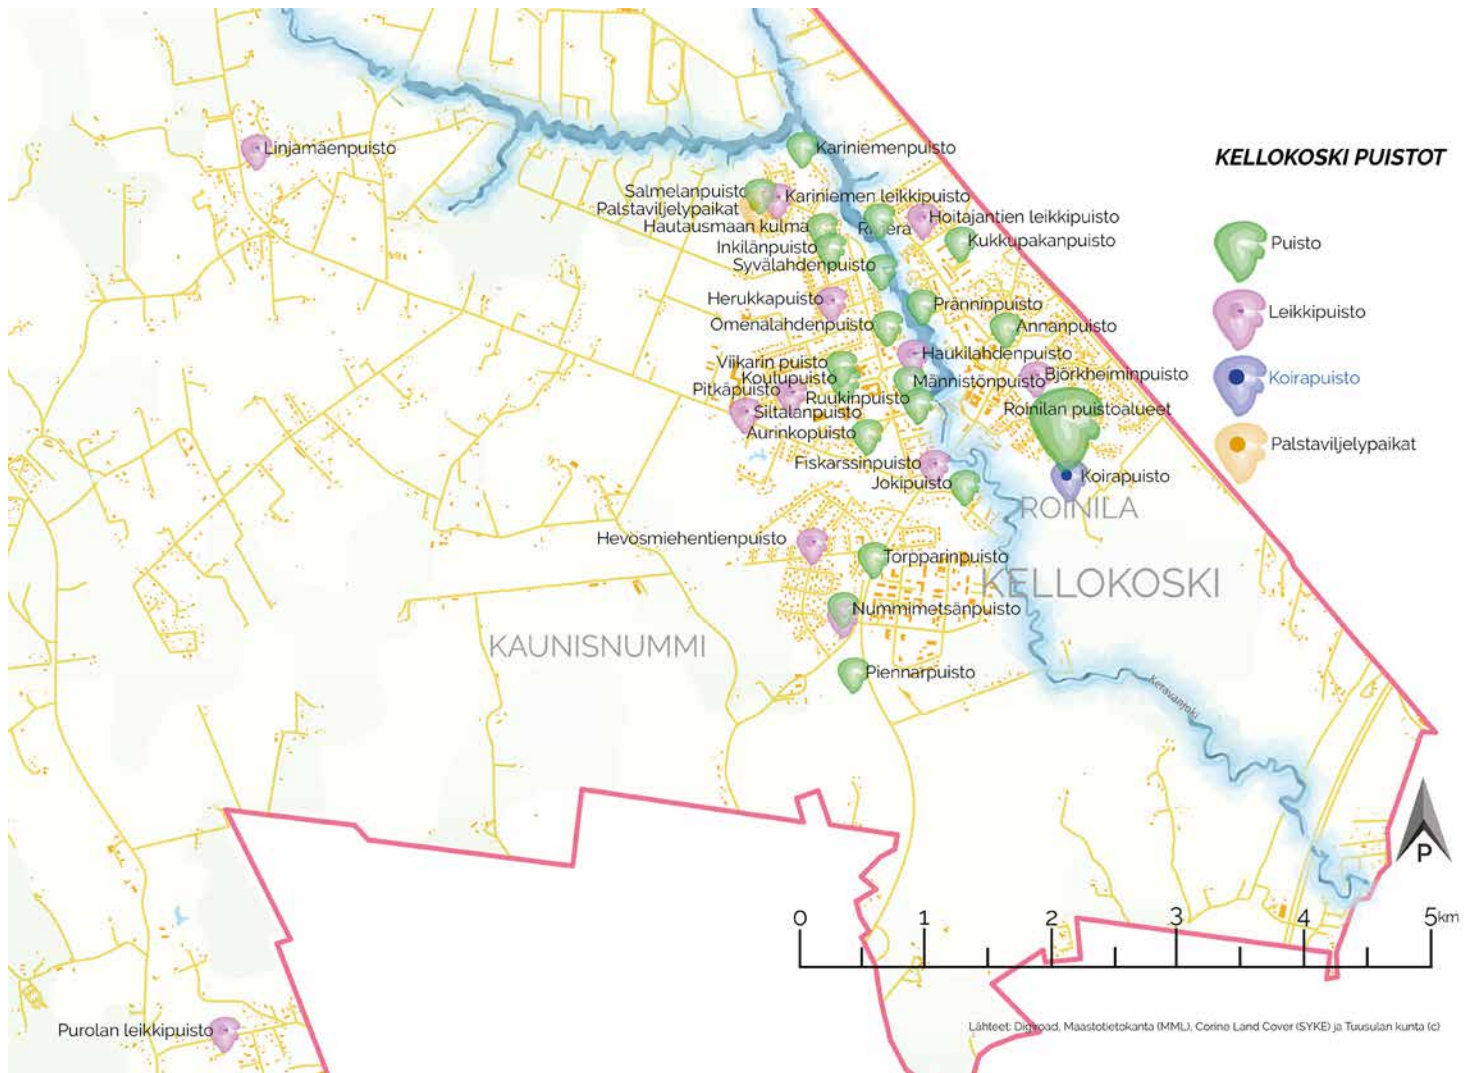 Linjamäenpuisto
Kariniemenpuisto
KELLOKOSKI PUISTOT
Salmelanpuisto
Kariniemen leikkipuisto
Palstaviljelypaikat
Hoitajantien leikkipuisto
Hautausmaan kulma
Riviera
Kukkupakanpuisto
Inkilänpuisto
Puisto
Syvälahdenpuisto
Herukkapuisto
Pränninpuisto
Leikkipuisto
Omenalahdenpuisto
Annanpuisto
Haukilahdenpuisto
Viikarin puisto
Björkheiminpuisto
Koulupuisto
Männistönpuisto
Koirapuisto
Pitkäpuisto
Ruukinpuisto
Siltalanpuisto
Roinilan puistoalueet
Aurinkopuisto
Palstaviljelypaikat
Fiskarssinpuisto
Koirapuisto
Jokipuisto
ROINILA
Hevosmiehentienpuisto
Torpparinpuisto
KELLOKOSKI
Nummimetsänpuisto
KAUNISNUMMI
Piennarpuisto
Keravanjoki
P
0 1 2 3 4 5km
Purolan leikkipuisto
Lähteet: Digiroad, Maastotietokanta (MML), Corine Land Cover (SYKE) ja Tuusulan kunta (c)